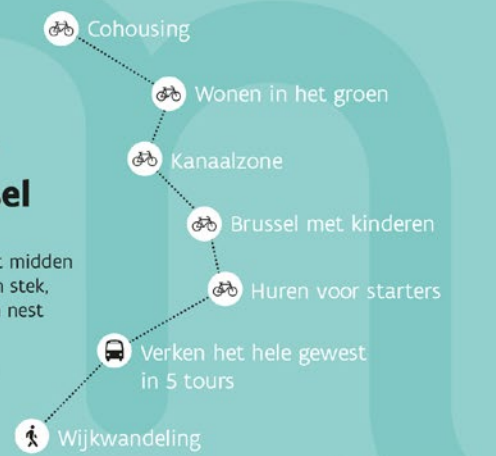 Cohousing
Wonen in het groen
Kanaalzone
el
Brussel met kinderen
midden
stek,
nest
Huren voor starters
Verken het hele gewest
in 5 tours
Wijkwandeling